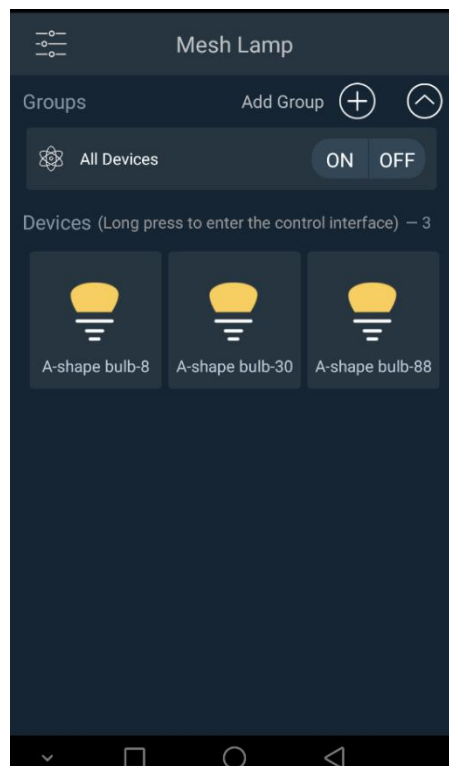 Mesh Lamp
Groups Add Group
All Devices ON OFF
Devices (Long press to enter the control interface) – 3
A-shape bulb-8 A-shape bulb-30 A-shape bulb-88